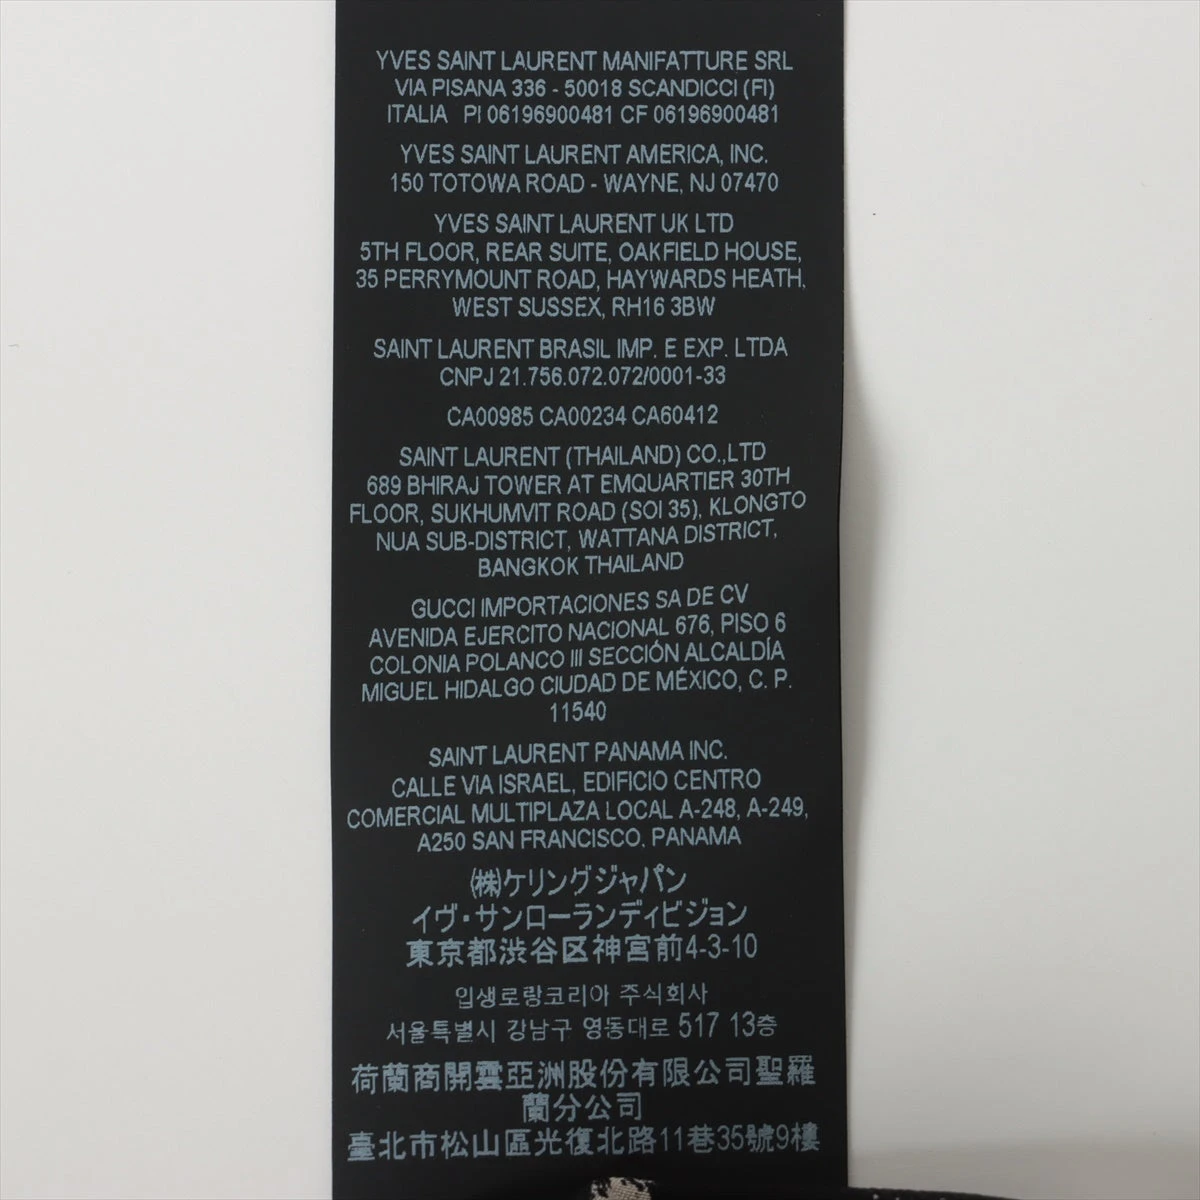 YVES SAINT LAURENT MANIFATTURE SRL
VIA PISANA 336 - 50018 SCANDICCI (FI)
ITALIA PI 06196900481 CF 06196900481
YVES SAINT LAURENT AMERICA, INC.
150 TOTOWA ROAD - WAYNE, NJ 07470
YVES SAINT LAURENT UK LTD
5TH FLOOR, REAR SUITE, OAKFIELD HOUSE,
35 PERRYMOUNT ROAD, HAYWARDS HEATH,
WEST SUSSEX, RH16 3BW
SAINT LAURENT BRASIL IMP. E EXP. LTDA
CNPJ 21.756.072.072/0001-33
CA00985 CA00234 CA60412
SAINT LAURENT (THAILAND) CO.,LTD
689 BHIRAJ TOWER AT EMQUARTIER 30TH
FLOOR, SUKHUMVIT ROAD (SOI 35), KLONGTO
NUA SUB-DISTRICT, WATTANA DISTRICT,
BANGKOK THAILAND
GUCCI IMPORTACIONES SA DE CV
AVENIDA EJERCITO NACIONAL 676, PISO 6
COLONIA POLANCO III SECCIÓN ALCALDÍA
MIGUEL HIDALGO CIUDAD DE MÉXICO, C. P.
11540
SAINT LAURENT PANAMA INC.
CALLE VIA ISRAEL, EDIFICIO CENTRO
COMERCIAL MULTIPLAZA LOCAL A-248, A-249,
A250 SAN FRANCISCO, PANAMA
(株)ケリングジャパン
イヴ・サンローランディビジョン
東京都渋谷区神宮前4-3-10
입생로랑코리아 주식회사
서울특별시 강남구 영동대로 517 13층
荷蘭商開雲亞洲股份有限公司聖羅
蘭分公司
臺北市松山區光復北路11巷35號9樓